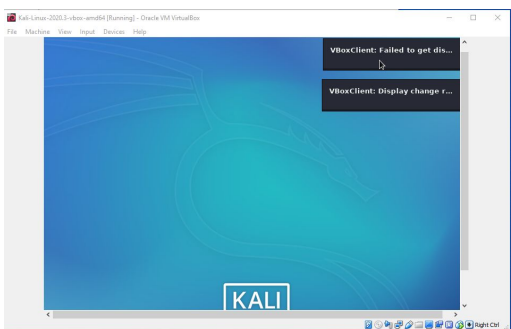 Kali-Linux-2020.3-vbox-amd64 [Running] - Oracle VM VirtualBox
File Machine View Input Devices Help
VBoxClient: Failed to get dis...
VBoxClient: Display change r...
KALI
Right Ctrl